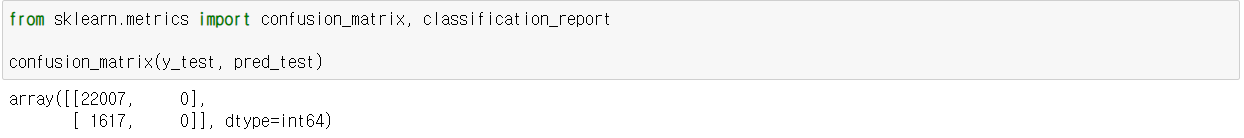 from sklearn.metrics import confusion_matrix, classification_report
confusion_matrix(y_test, pred_test)
array([[22007,     0],
       [ 1617,     0]], dtype=int64)